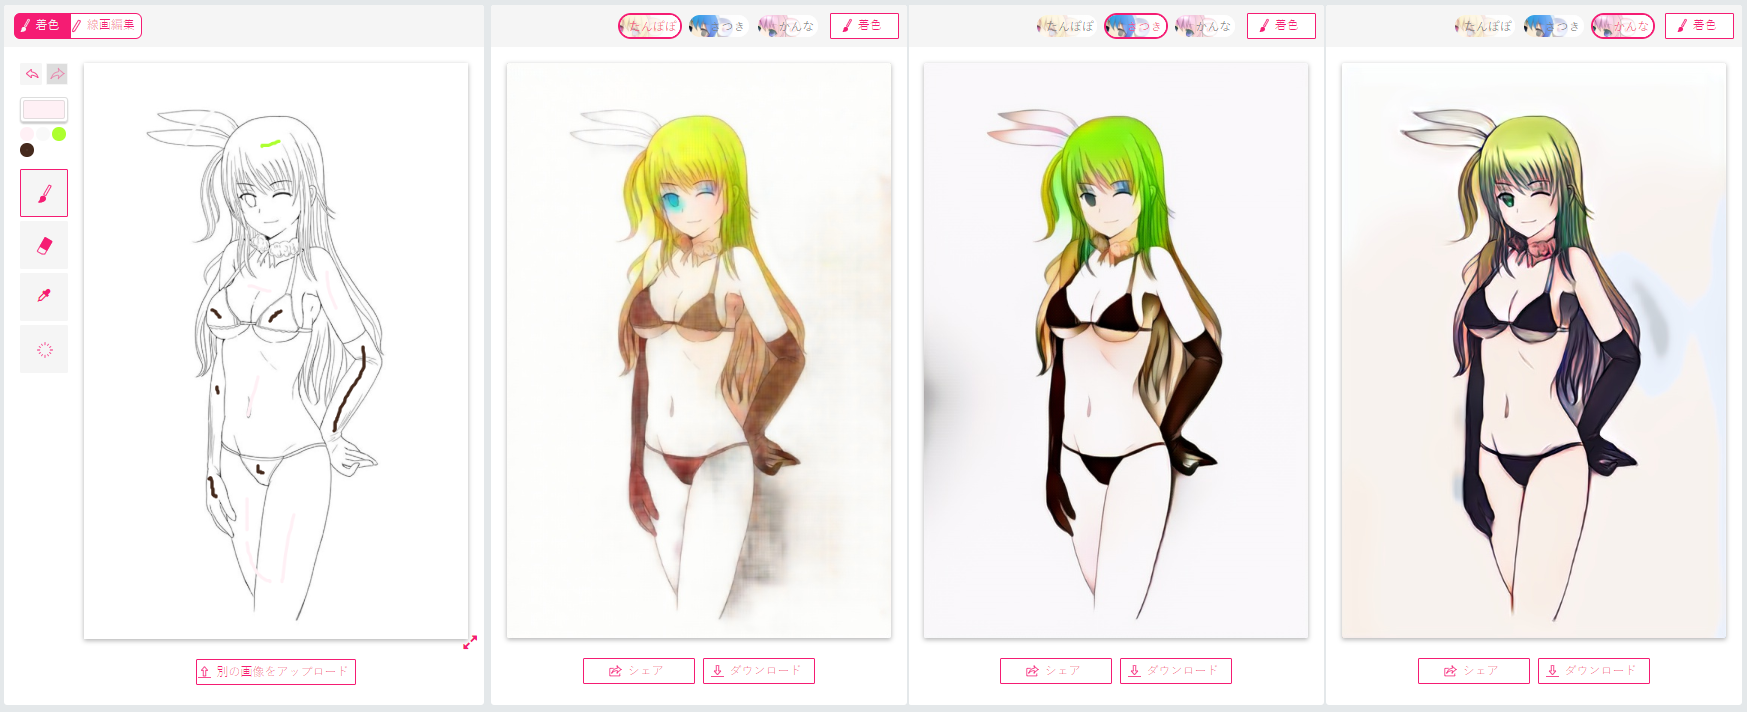 着色 線画編集
たんぽぽ さつき かんな 着色
たんぽぽ さつき かんな 着色
たんぽぽ さつき かんな 着色
別の画像をアップロード
シェア ダウンロード
シェア ダウンロード
シェア ダウンロード